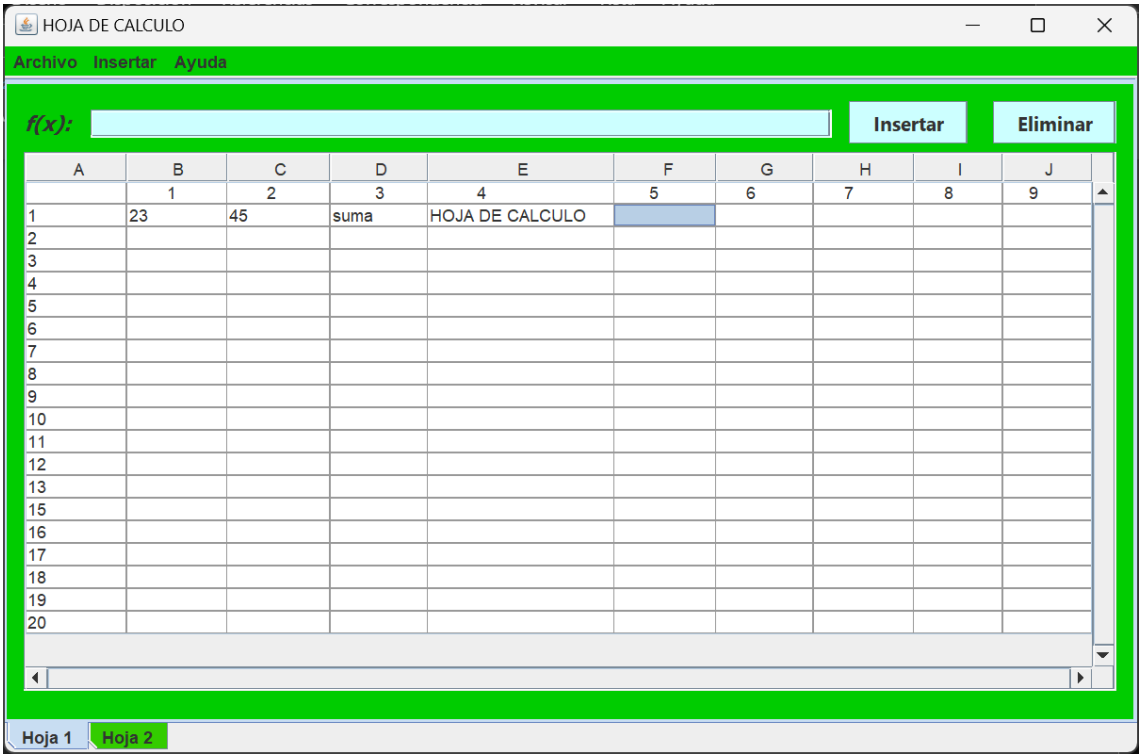 HOJA DE CALCULO
Archivo Insertar Ayuda
f(x): Insertar Eliminar
A B C D E F G H I J
1 2 3 4 5 6 7 8 9
1 23 45 suma HOJA DE CALCULO
2
3
4
5
6
7
8
9
10
11
12
13
15
16
17
18
19
20
Hoja 1 Hoja 2